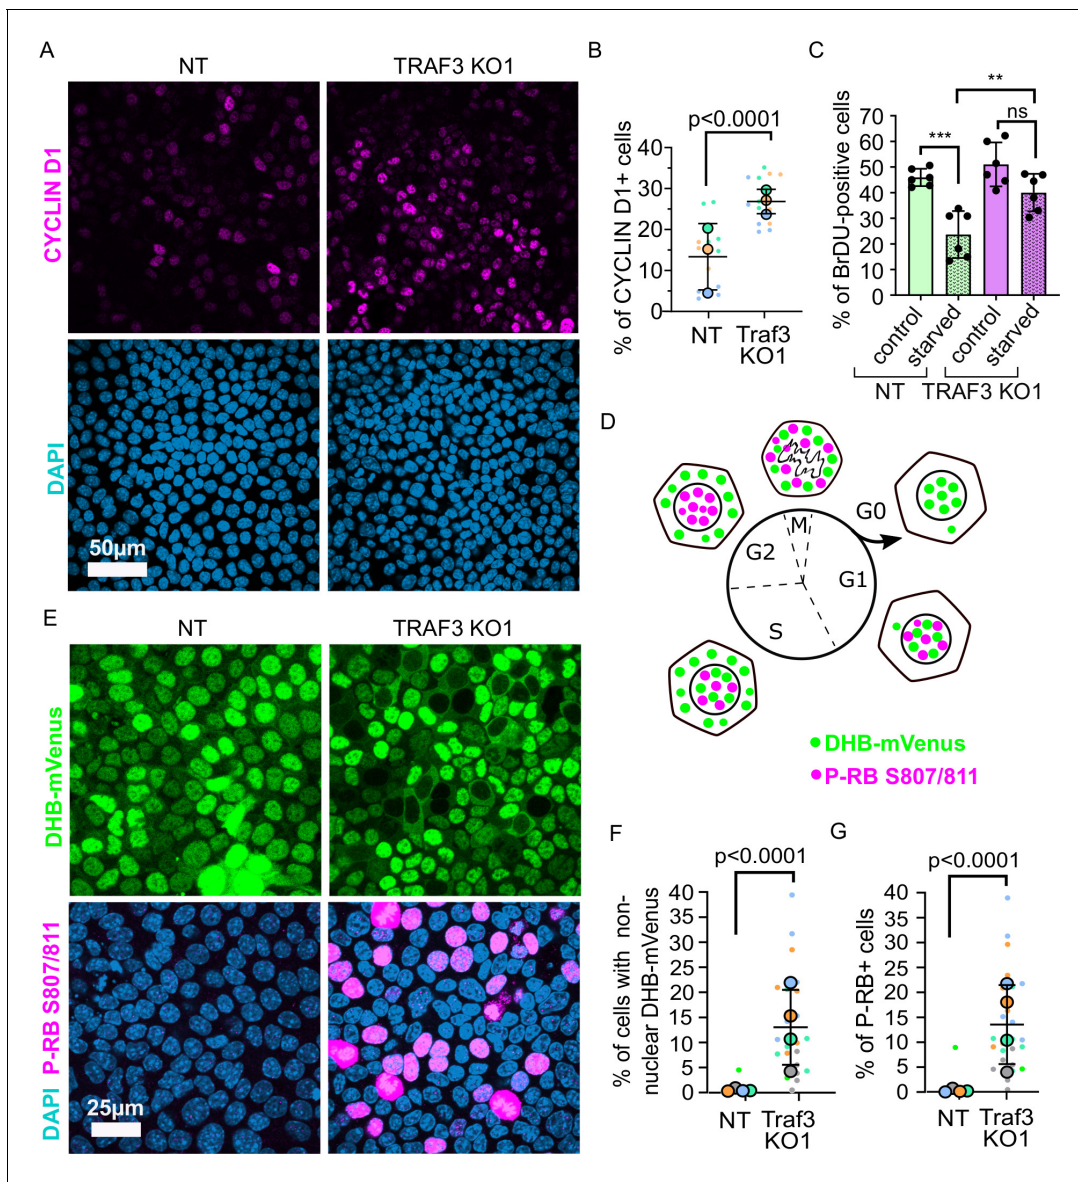 A
NT
TRAF3 KO1
CYCLIN D1
DAPI
50µm
B
p<0.0001
% of CYCLIN D1+ cells
40
30
20
10
0
NT
Traf3
KO1
C
**
***
ns
% of BrDU-positive cells
70
60
50
40
30
20
10
0
control
starved
control
starved
NT
TRAF3 KO1
D
M
G0
G2
G1
S
DHB-mVenus
P-RB S807/811
E
NT
TRAF3 KO1
DHB-mVenus
DAPI P-RB S807/811
25µm
F
p<0.0001
% of cells with non-
nuclear DHB-mVenus
40
35
30
25
20
15
10
5
0
NT
Traf3
KO1
G
p<0.0001
% of P-RB+ cells
40
35
30
25
20
15
10
5
0
NT
Traf3
KO1